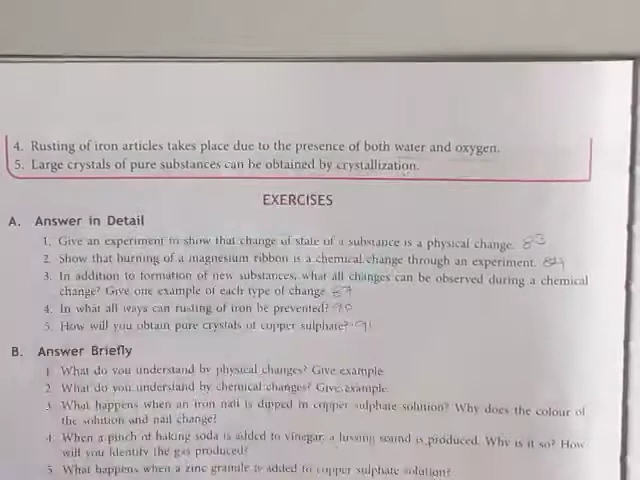 4. Rusting of iron articles takes place due to the presence of both water and oxygen.
5. Large crystals of pure substances can be obtained by crystallization.
EXERCISES
A. Answer in Detail
1. Give an experiment to show that change of state of a substance is a physical change. 83
2. Show that burning of a magnesium ribbon is a chemical change through an experiment. 84
3. In addition to formation of new substances, what all changes can be observed during a chemical
change? Give one example of each type of change 87
4. In what all ways can rusting of iron be prevented? 90
5. How will you obtain pure crystals of copper sulphate? 91
B. Answer Briefly
1. What do you understand by physical changes? Give example
2. What do you understand by chemical changes? Give example.
3. What happens when an iron nail is dipped in copper sulphate solution? Why does the colour of
the solution and nail change?
4. When a pinch of baking soda is added to vinegar, a hissing sound is produced. Why is it so? How
will you identify the gas produced?
5. What happens when a zinc granule is added to copper sulphate solution?